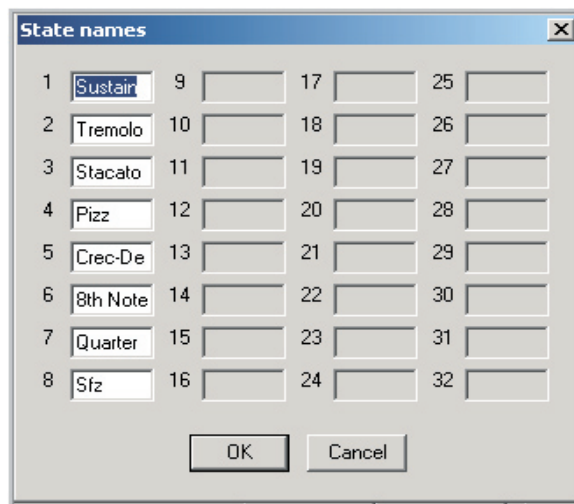 State names
1 Sustain 9 17 25
2 Tremolo 10 18 26
3 Stacato 11 19 27
4 Pizz 12 20 28
5 Crec-De 13 21 29
6 8th Note 14 22 30
7 Quarter 15 23 31
8 Sfz 16 24 32
OK Cancel